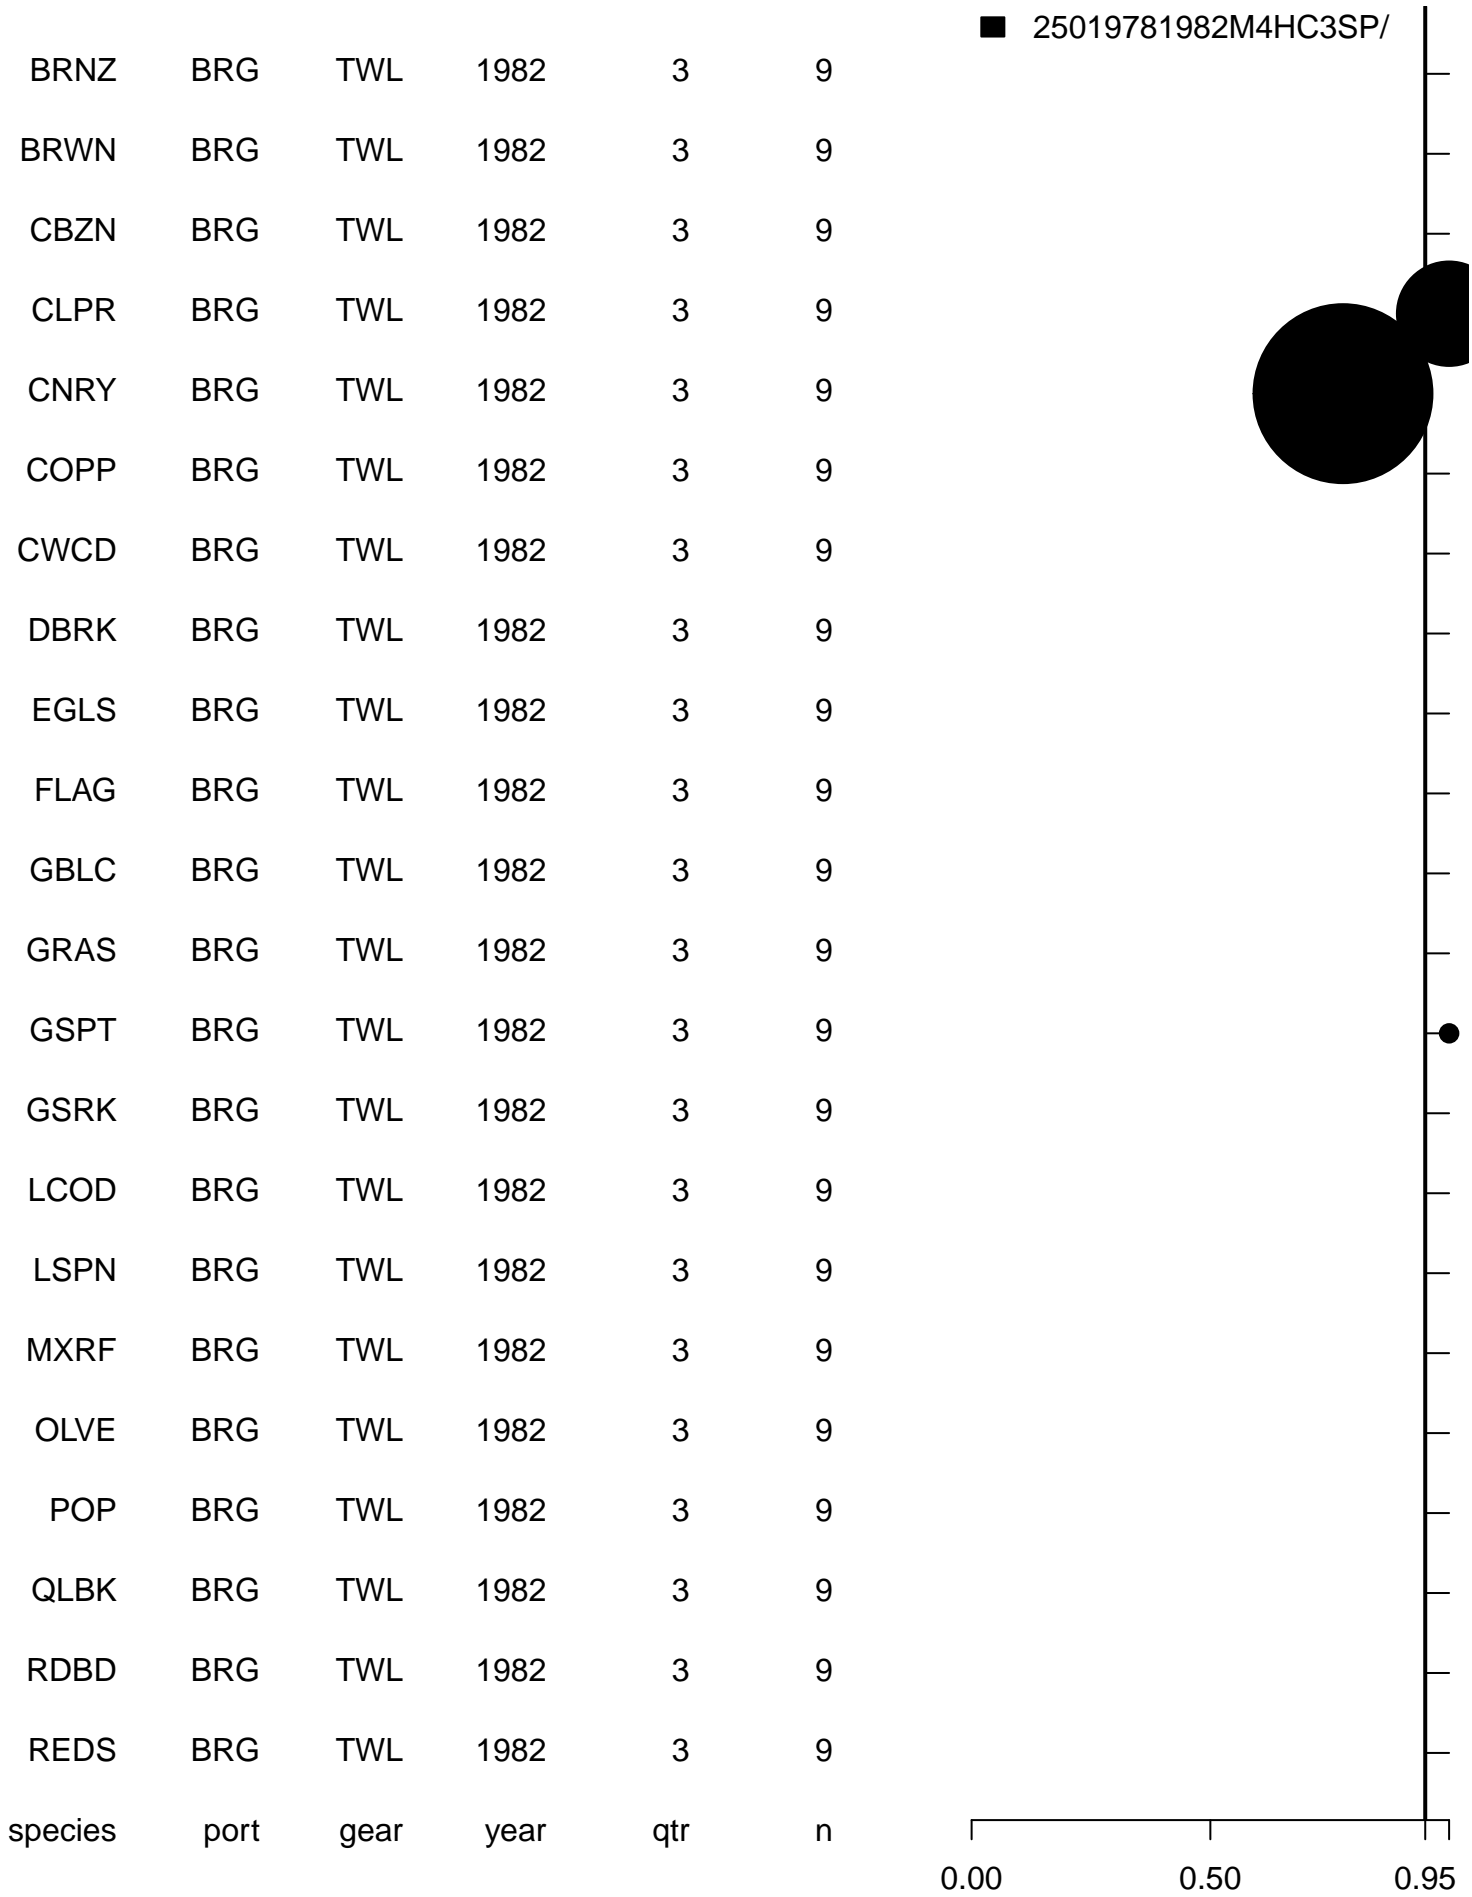 25019781982M4HC3SP/
BRNZ BRG TWL 1982 3 9
BRWN BRG TWL 1982 3 9
CBZN BRG TWL 1982 3 9
CLPR BRG TWL 1982 3 9
CNRY BRG TWL 1982 3 9
COPP BRG TWL 1982 3 9
CWCD BRG TWL 1982 3 9
DBRK BRG TWL 1982 3 9
EGLS BRG TWL 1982 3 9
FLAG BRG TWL 1982 3 9
GBLC BRG TWL 1982 3 9
GRAS BRG TWL 1982 3 9
GSPT BRG TWL 1982 3 9
GSRK BRG TWL 1982 3 9
LCOD BRG TWL 1982 3 9
LSPN BRG TWL 1982 3 9
MXRF BRG TWL 1982 3 9
OLVE BRG TWL 1982 3 9
POP BRG TWL 1982 3 9
QLBK BRG TWL 1982 3 9
RDBD BRG TWL 1982 3 9
REDS BRG TWL 1982 3 9
species port gear year qtr n
0.00 0.50 0.95